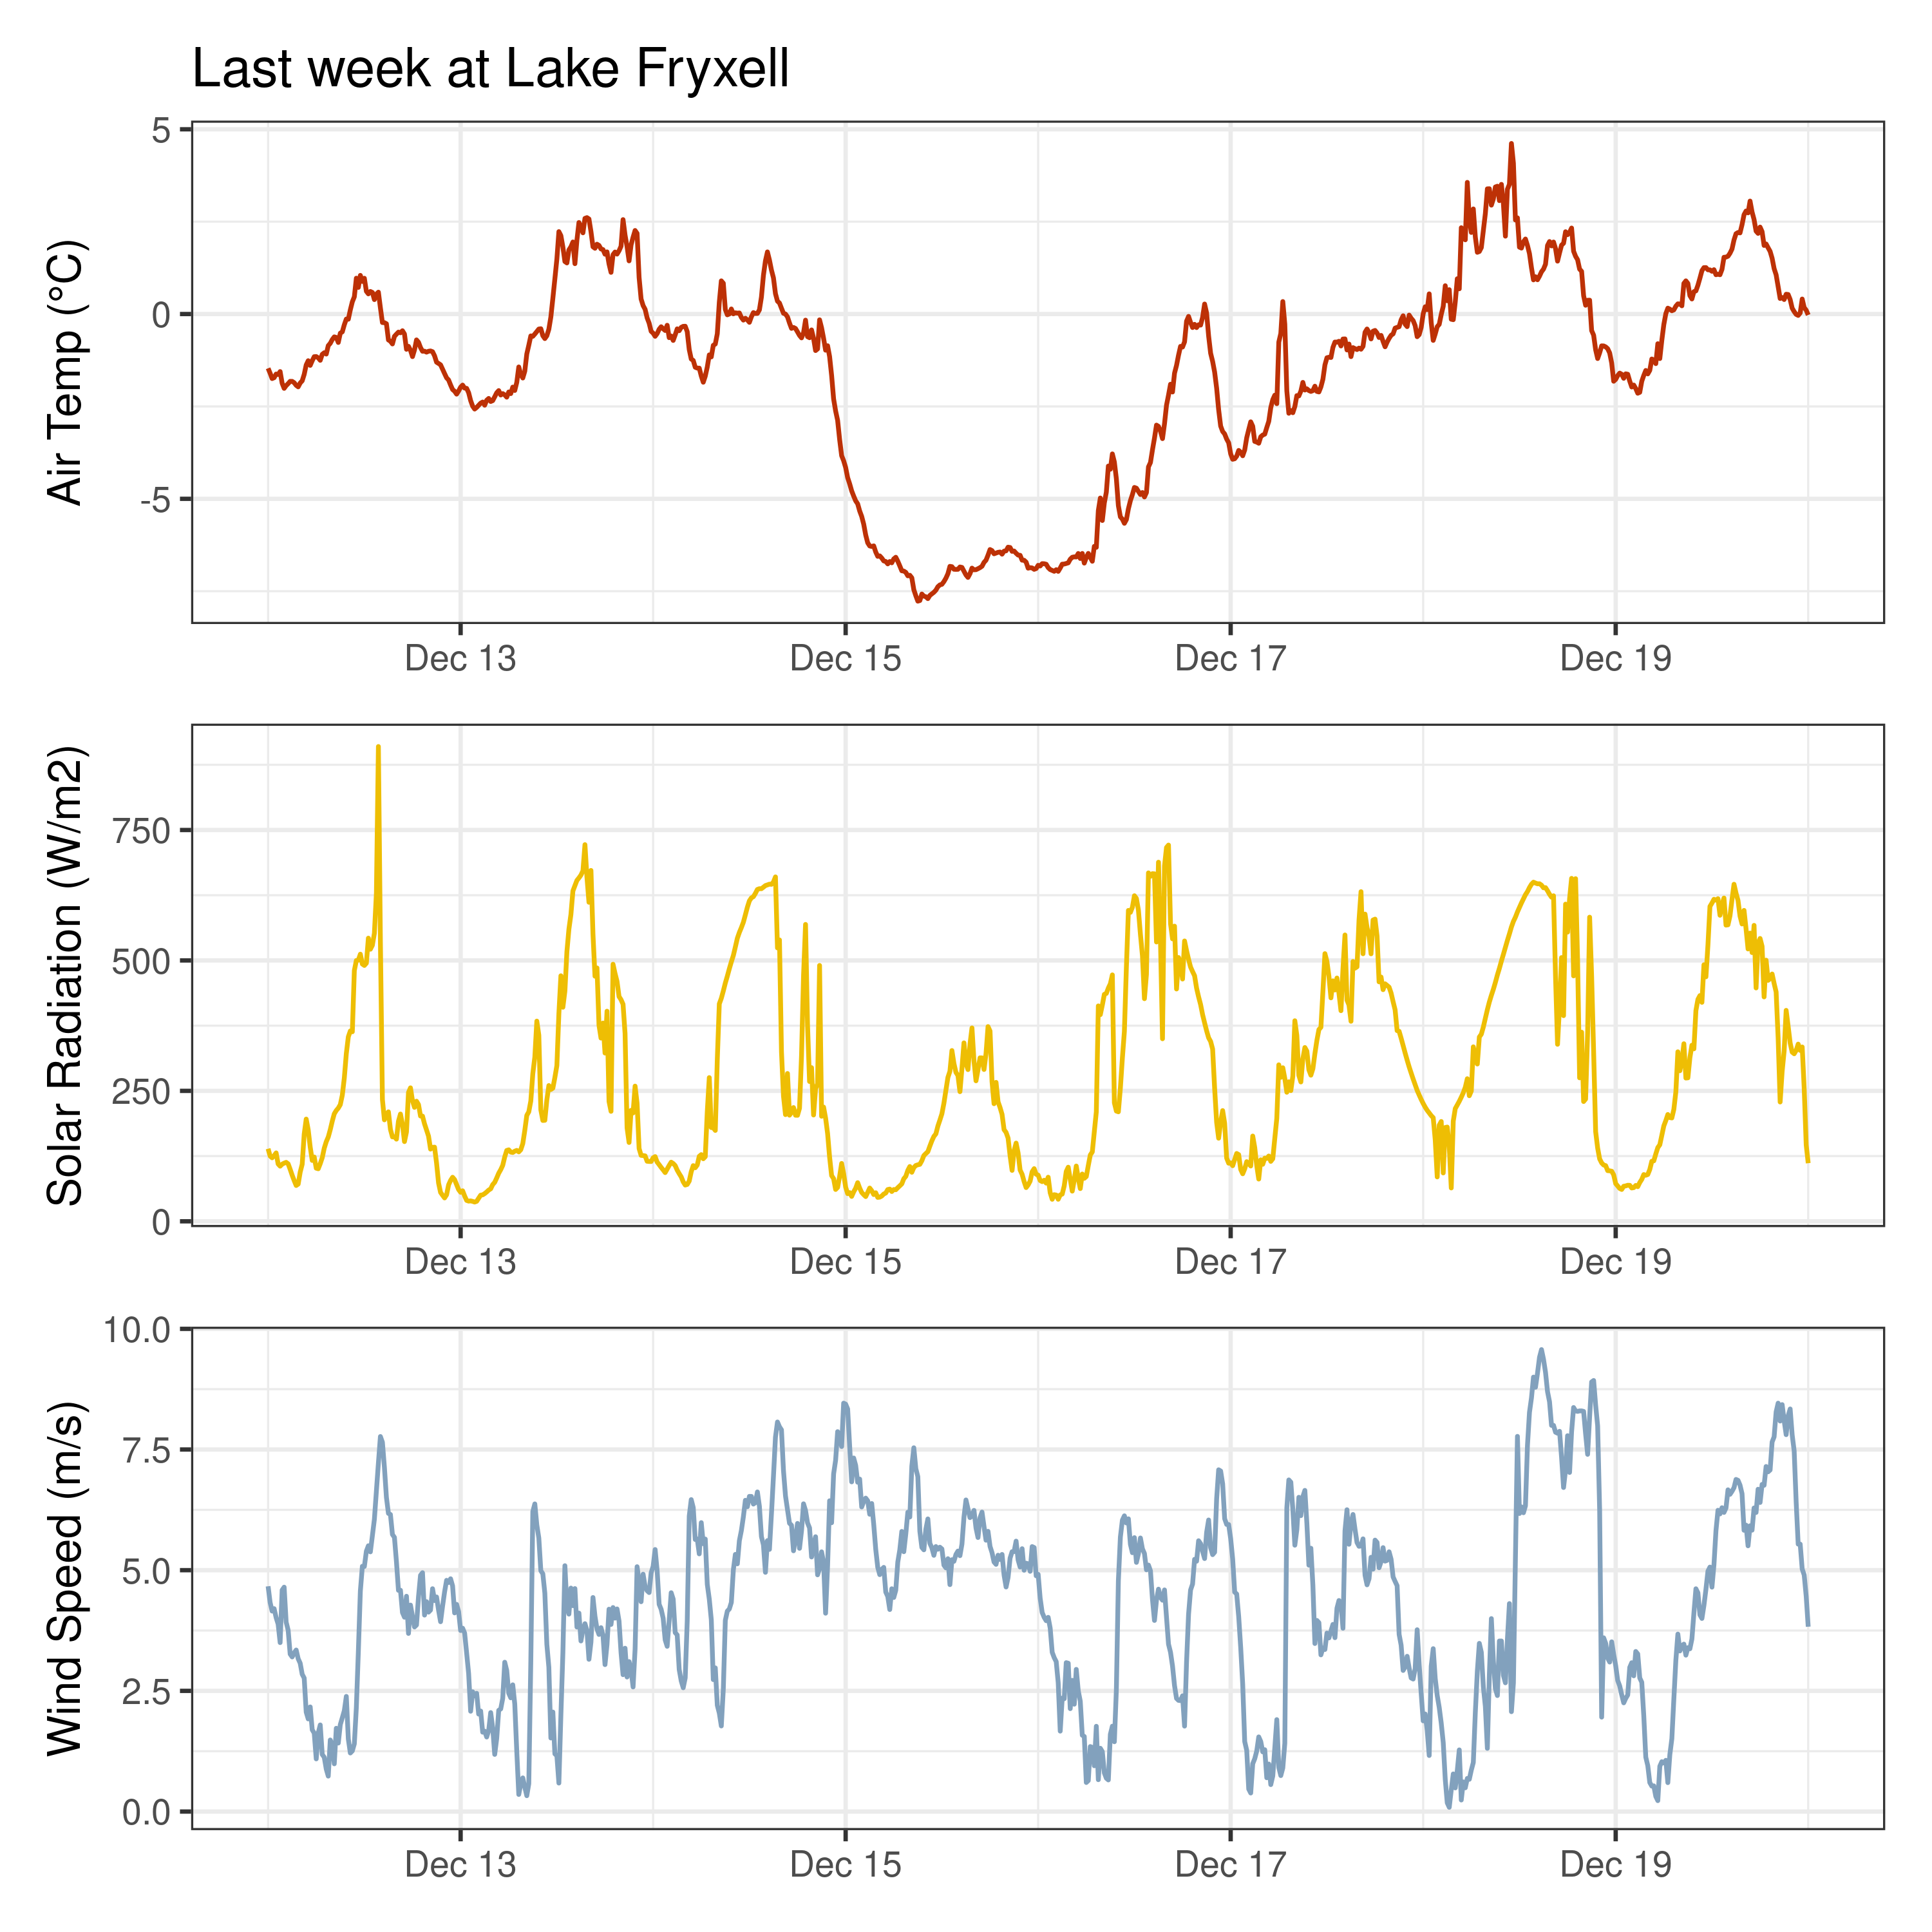 Last week at Lake Fryxell
Air Temp (°C)
5
0
-5
Dec 13 Dec 15 Dec 17 Dec 19
Solar Radiation (W/m2)
750
500
250
0
Dec 13 Dec 15 Dec 17 Dec 19
Wind Speed (m/s)
10.0
7.5
5.0
2.5
0.0
Dec 13 Dec 15 Dec 17 Dec 19